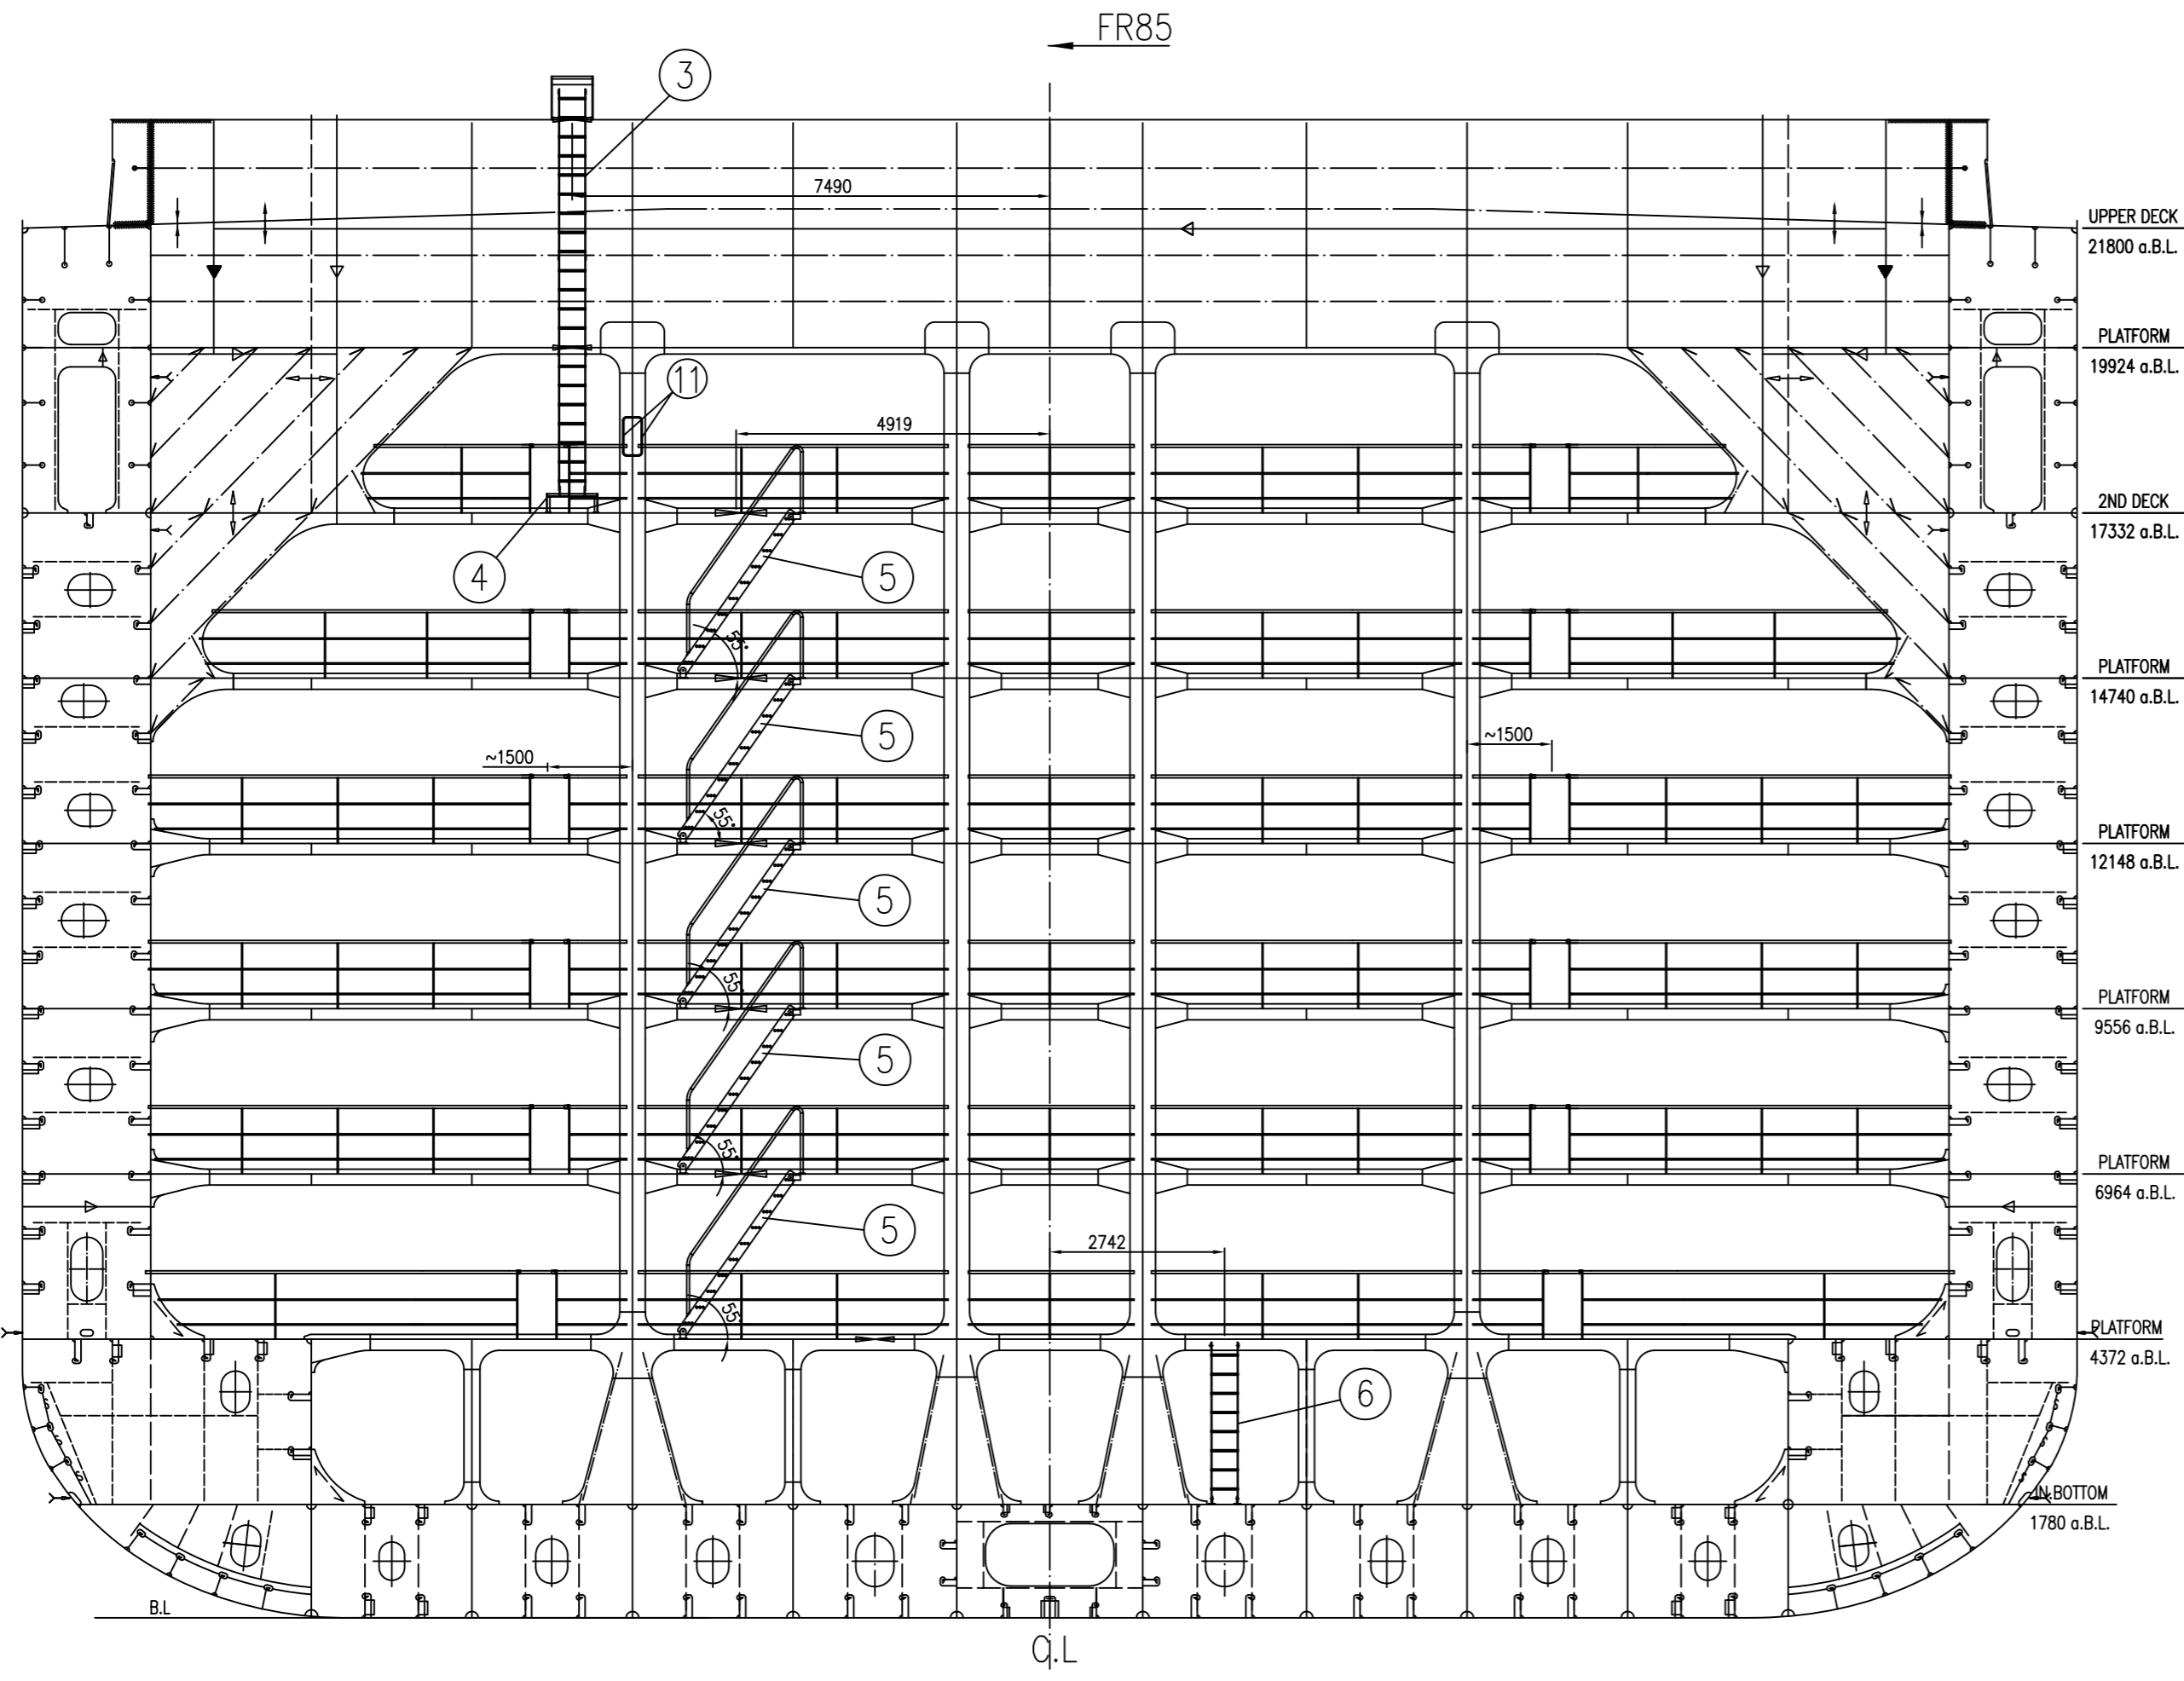 FR85
3
7490
UPPER DECK
21800 a.B.L.
PLATFORM
19924 a.B.L.
11
4919
2ND DECK
17332 a.B.L.
4
5
55°
PLATFORM
14740 a.B.L.
5
~1500
~1500
55°
PLATFORM
12148 a.B.L.
5
55°
PLATFORM
9556 a.B.L.
5
55°
PLATFORM
6964 a.B.L.
5
2742
55°
PLATFORM
4372 a.B.L.
6
IN.BOTTOM
1780 a.B.L.
B.L
C.L